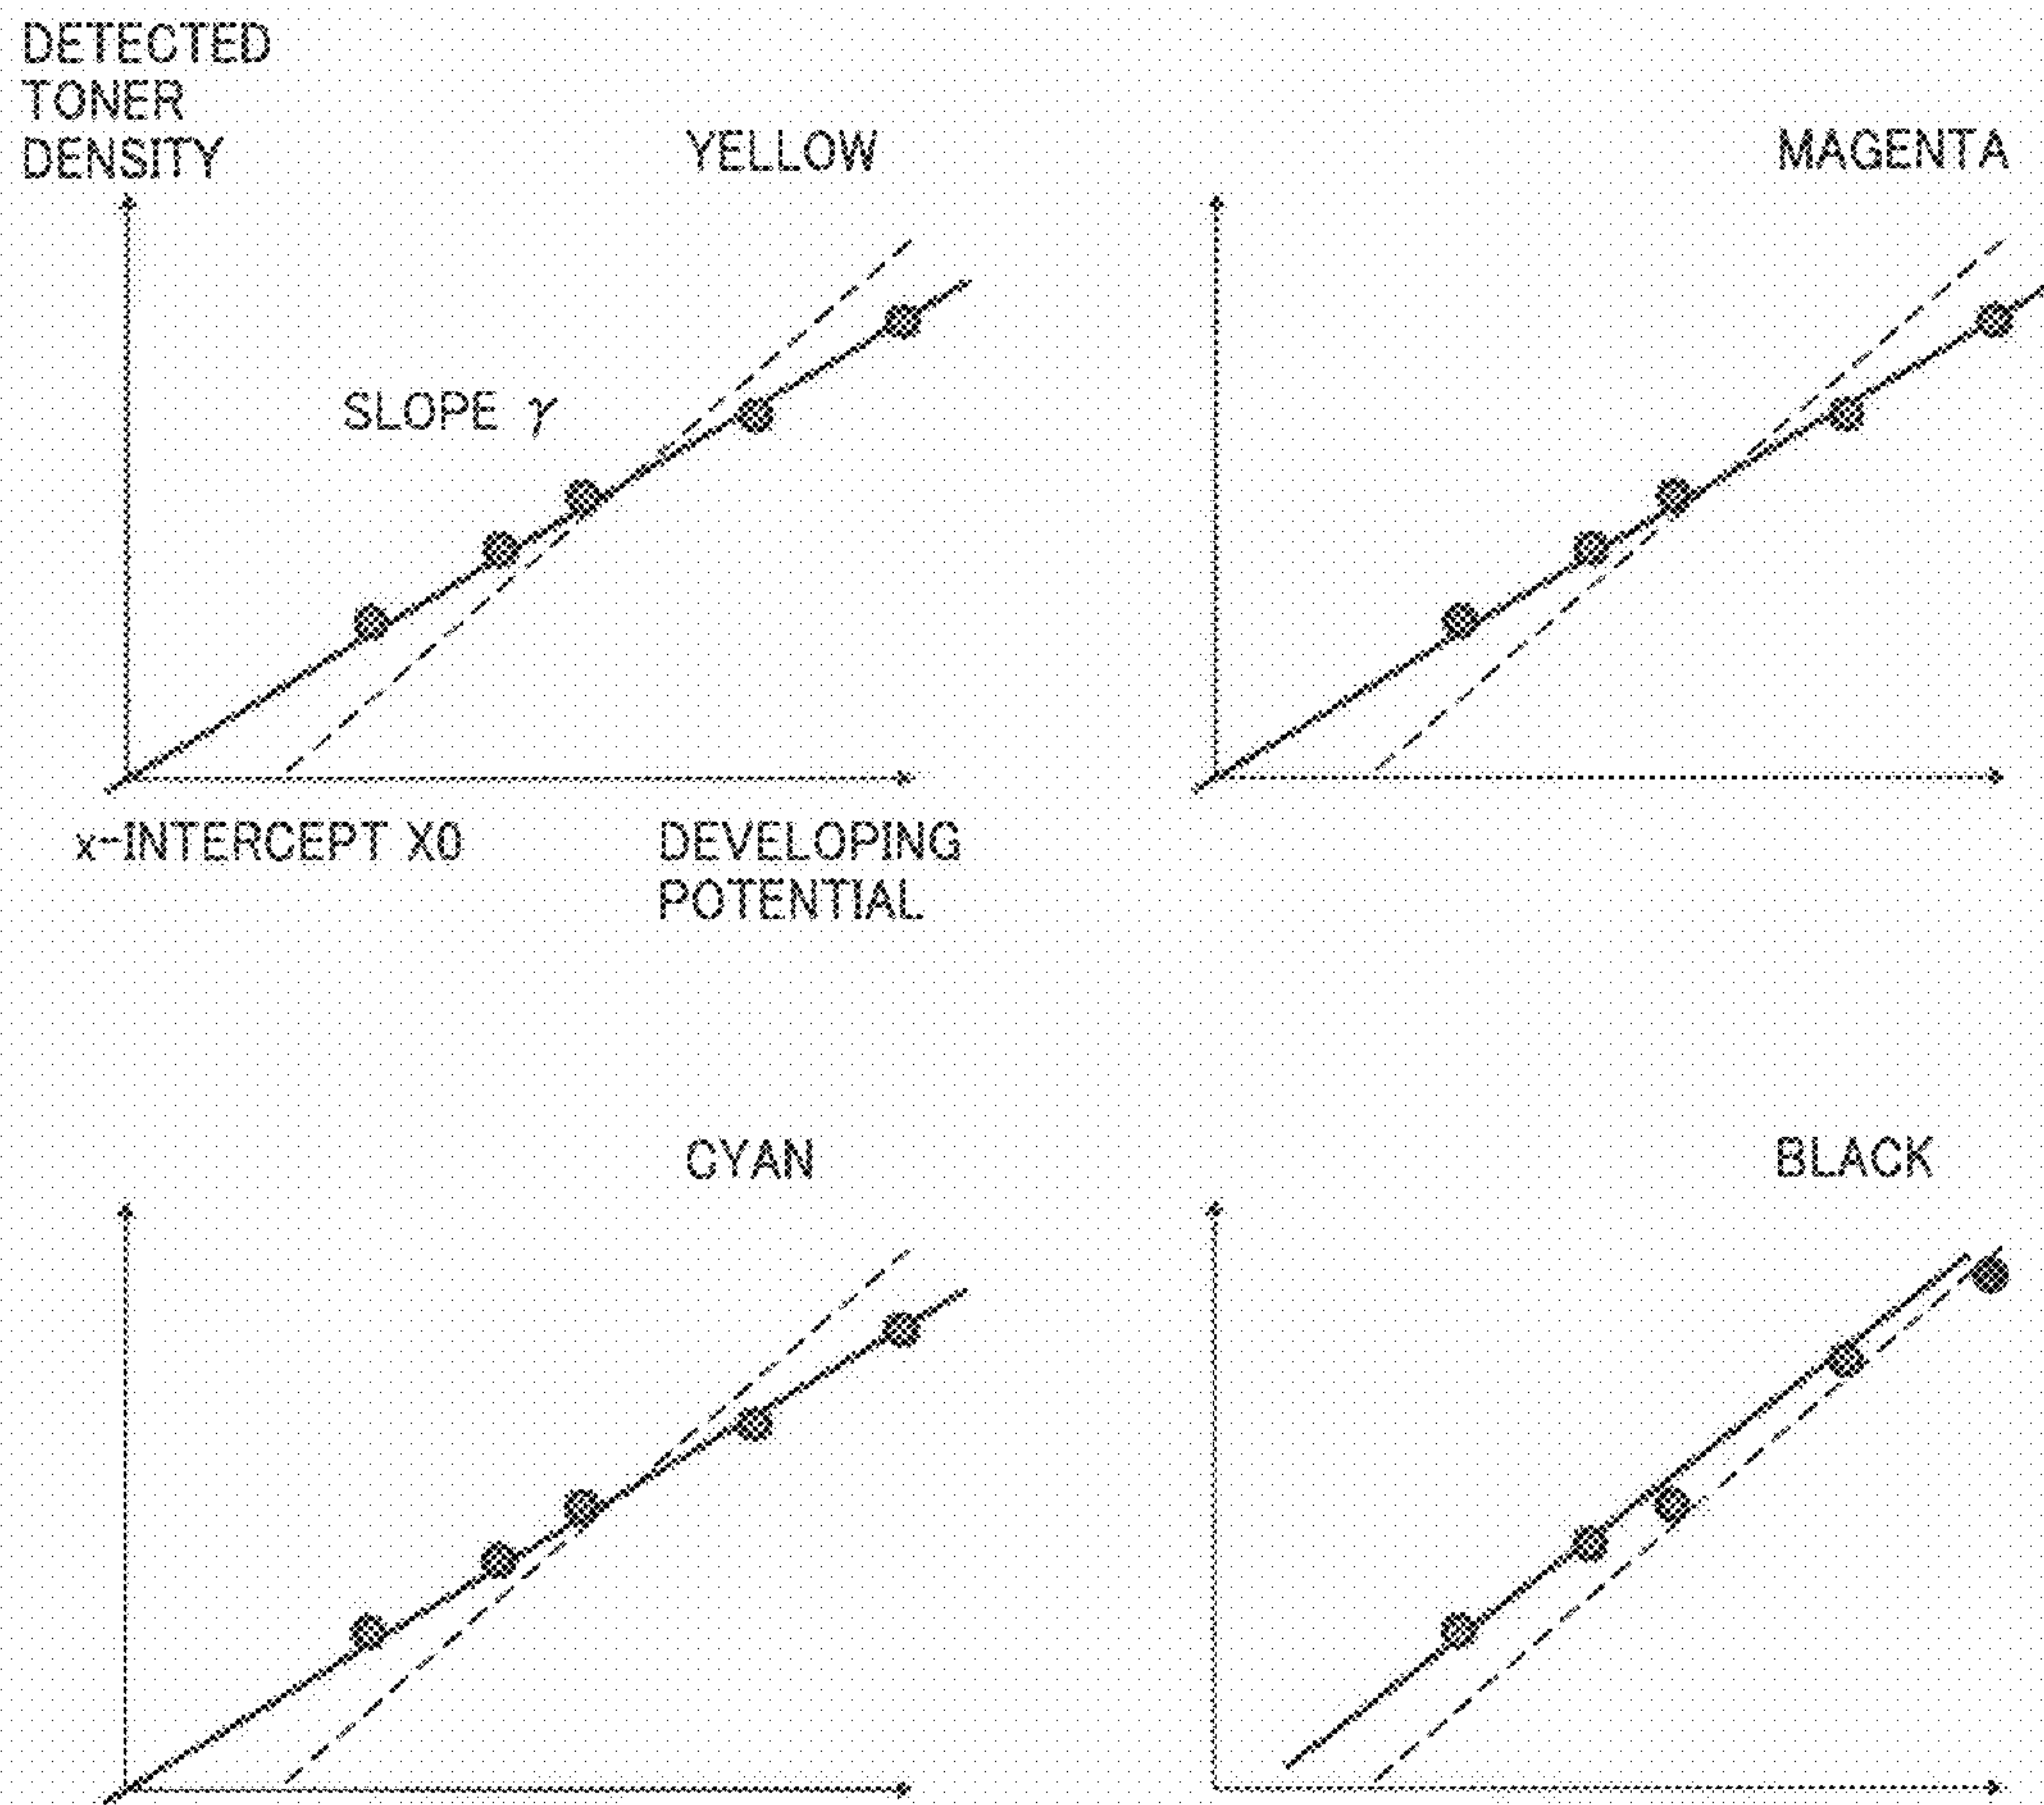 DETECTED
TONER
DENSITY
YELLOW
SLOPE γ
x-INTERCEPT X0
DEVELOPING
POTENTIAL
MAGENTA
CYAN
BLACK